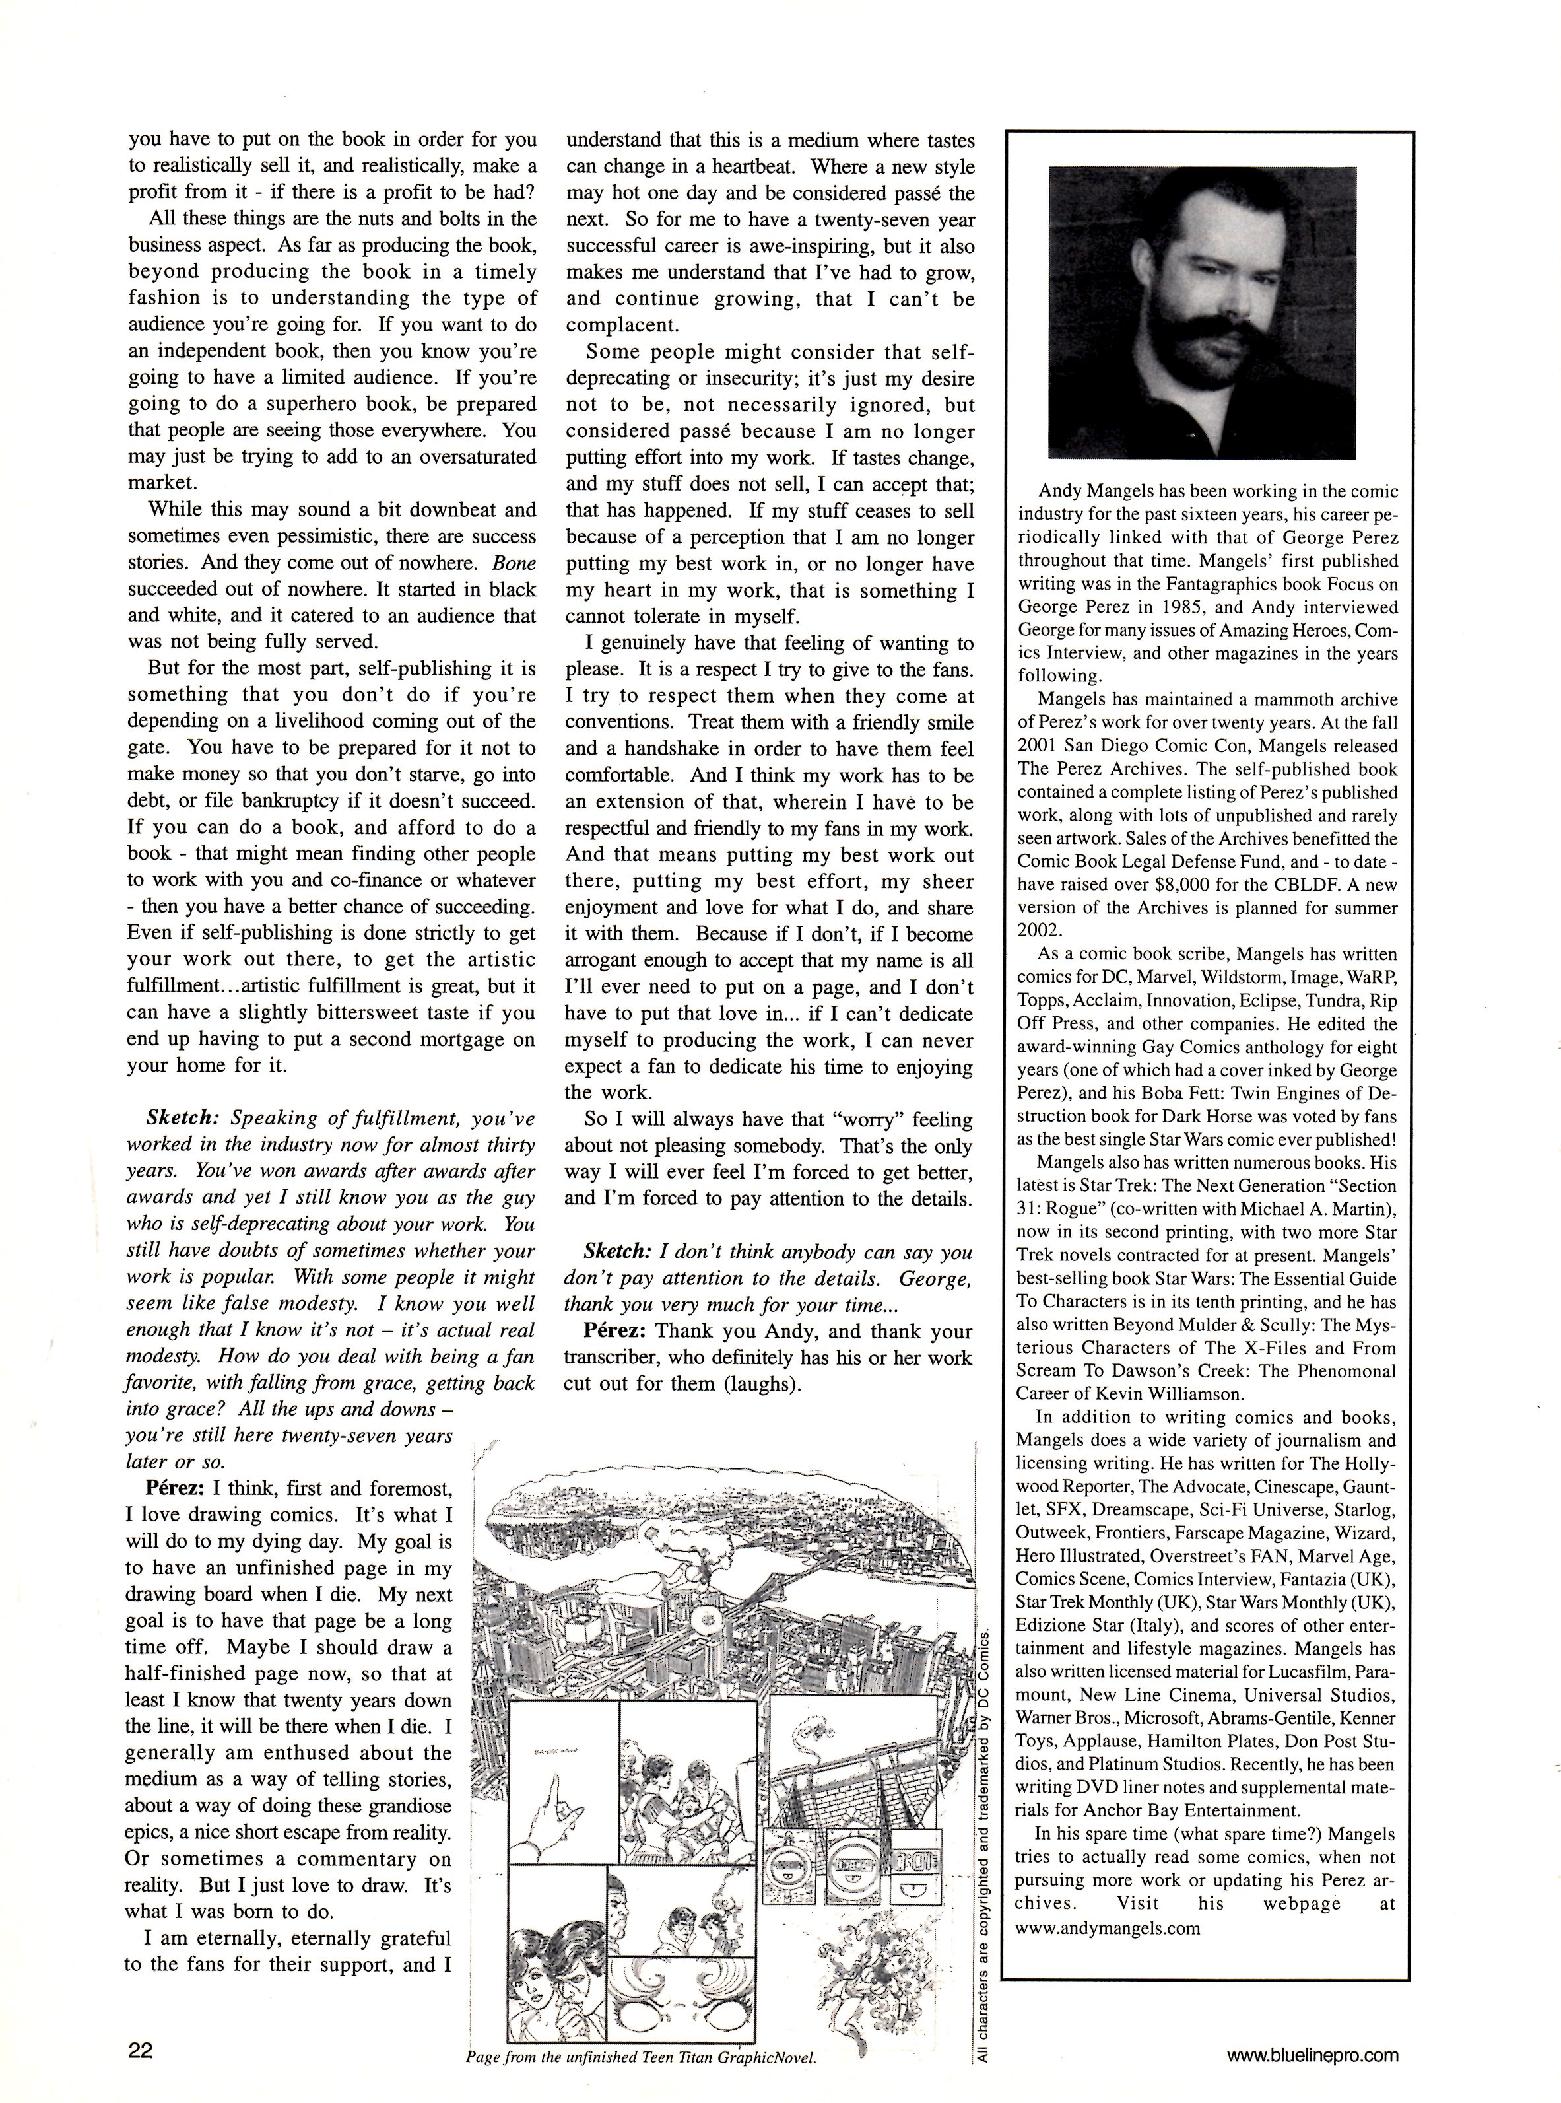 you have to put on the book in order for you
to realistically sell it, and realistically, make a
profit from it - if there is a profit to be had?
All these things are the nuts and bolts in the
business aspect. As far as producing the book,
beyond producing the book in a timely
fashion is to understanding the type of
audience you're going for. If you want to do
an independent book, then you know you're
going to have a limited audience. If you're
going to do a superhero book, be prepared
that people are seeing those everywhere. You
may just be trying to add to an oversaturated
market.
While this may sound a bit downbeat and
sometimes even pessimistic, there are success
stories. And they come out of nowhere. Bone
succeeded out of nowhere. It started in black
and white, and it catered to an audience that
was not being fully served.
But for the most part, self-publishing it is
something that you don't do if you're
depending on a livelihood coming out of the
gate. You have to be prepared for it not to
make money so that you don't starve, go into
debt, or file bankruptcy if it doesn't succeed.
If you can do a book, and afford to do a
book - that might mean finding other people
to work with you and co-finance or whatever
- then you have a better chance of succeeding.
Even if self-publishing is done strictly to get
your work out there, to get the artistic
fulfillment...artistic fulfillment is great, but it
can have a slightly bittersweet taste if you
end up having to put a second mortgage on
your home for it.
Sketch: Speaking of fulfillment, you've
worked in the industry now for almost thirty
years. You've won awards after awards after
awards and yet I still know you as the guy
who is self-deprecating about your work. You
still have doubts of sometimes whether your
work is popular. With some people it might
seem like false modesty. I know you well
enough that I know it's not – it's actual real
modesty. How do you deal with being a fan
favorite, with falling from grace, getting back
into grace? All the ups and downs –
you're still here twenty-seven years
later or so.
Pérez: I think, first and foremost,
I love drawing comics. It's what I
will do to my dying day. My goal is
to have an unfinished page in my
drawing board when I die. My next
goal is to have that page be a long
time off. Maybe I should draw a
half-finished page now, so that at
least I know that twenty years down
the line, it will be there when I die. I
generally am enthused about the
medium as a way of telling stories,
about a way of doing these grandiose
epics, a nice short escape from reality.
Or sometimes a commentary on
reality. But I just love to draw. It's
what I was born to do.
I am eternally, eternally grateful
to the fans for their support, and I
understand that this is a medium where tastes
can change in a heartbeat. Where a new style
may hot one day and be considered passé the
next. So for me to have a twenty-seven year
successful career is awe-inspiring, but it also
makes me understand that I've had to grow,
and continue growing, that I can't be
complacent.
Some people might consider that self-
deprecating or insecurity; it's just my desire
not to be, not necessarily ignored, but
considered passé because I am no longer
putting effort into my work. If tastes change,
and my stuff does not sell, I can accept that;
that has happened. If my stuff ceases to sell
because of a perception that I am no longer
putting my best work in, or no longer have
my heart in my work, that is something I
cannot tolerate in myself.
I genuinely have that feeling of wanting to
please. It is a respect I try to give to the fans.
I try to respect them when they come at
conventions. Treat them with a friendly smile
and a handshake in order to have them feel
comfortable. And I think my work has to be
an extension of that, wherein I have to be
respectful and friendly to my fans in my work.
And that means putting my best work out
there, putting my best effort, my sheer
enjoyment and love for what I do, and share
it with them. Because if I don't, if I become
arrogant enough to accept that my name is all
I'll ever need to put on a page, and I don't
have to put that love in... if I can't dedicate
myself to producing the work, I can never
expect a fan to dedicate his time to enjoying
the work.
So I will always have that “worry” feeling
about not pleasing somebody. That's the only
way I will ever feel I'm forced to get better,
and I'm forced to pay attention to the details.
Sketch: I don't think anybody can say you
don't pay attention to the details. George,
thank you very much for your time...
Pérez: Thank you Andy, and thank your
transcriber, who definitely has his or her work
cut out for them (laughs).
All characters are copyrighted and trademarked by DC Comics.
Page from the unfinished Teen Titan GraphicNovel.
Andy Mangels has been working in the comic
industry for the past sixteen years, his career pe-
riodically linked with that of George Perez
throughout that time. Mangels' first published
writing was in the Fantagraphics book Focus on
George Perez in 1985, and Andy interviewed
George for many issues of Amazing Heroes, Com-
ics Interview, and other magazines in the years
following.
Mangels has maintained a mammoth archive
of Perez's work for over twenty years. At the fall
2001 San Diego Comic Con, Mangels released
The Perez Archives. The self-published book
contained a complete listing of Perez's published
work, along with lots of unpublished and rarely
seen artwork. Sales of the Archives benefitted the
Comic Book Legal Defense Fund, and - to date -
have raised over $8,000 for the CBLDF. A new
version of the Archives is planned for summer
2002.
As a comic book scribe, Mangels has written
comics for DC, Marvel, Wildstorm, Image, WaRP,
Topps, Acclaim, Innovation, Eclipse, Tundra, Rip
Off Press, and other companies. He edited the
award-winning Gay Comics anthology for eight
years (one of which had a cover inked by George
Perez), and his Boba Fett: Twin Engines of De-
struction book for Dark Horse was voted by fans
as the best single Star Wars comic ever published!
Mangels also has written numerous books. His
latest is Star Trek: The Next Generation “Section
31: Rogue” (co-written with Michael A. Martin),
now in its second printing, with two more Star
Trek novels contracted for at present. Mangels'
best-selling book Star Wars: The Essential Guide
To Characters is in its tenth printing, and he has
also written Beyond Mulder & Scully: The Mys-
terious Characters of The X-Files and From
Scream To Dawson's Creek: The Phenomonal
Career of Kevin Williamson.
In addition to writing comics and books,
Mangels does a wide variety of journalism and
licensing writing. He has written for The Holly-
wood Reporter, The Advocate, Cinescape, Gaunt-
let, SFX, Dreamscape, Sci-Fi Universe, Starlog,
Outweek, Frontiers, Farscape Magazine, Wizard,
Hero Illustrated, Overstreet's FAN, Marvel Age,
Comics Scene, Comics Interview, Fantazia (UK),
Star Trek Monthly (UK), Star Wars Monthly (UK),
Edizione Star (Italy), and scores of other enter-
tainment and lifestyle magazines. Mangels has
also written licensed material for Lucasfilm, Para-
mount, New Line Cinema, Universal Studios,
Warner Bros., Microsoft, Abrams-Gentile, Kenner
Toys, Applause, Hamilton Plates, Don Post Stu-
dios, and Platinum Studios. Recently, he has been
writing DVD liner notes and supplemental mate-
rials for Anchor Bay Entertainment.
In his spare time (what spare time?) Mangels
tries to actually read some comics, when not
pursuing more work or updating his Perez ar-
chives. Visit his webpage at
www.andymangels.com
22
www.bluelinepro.com